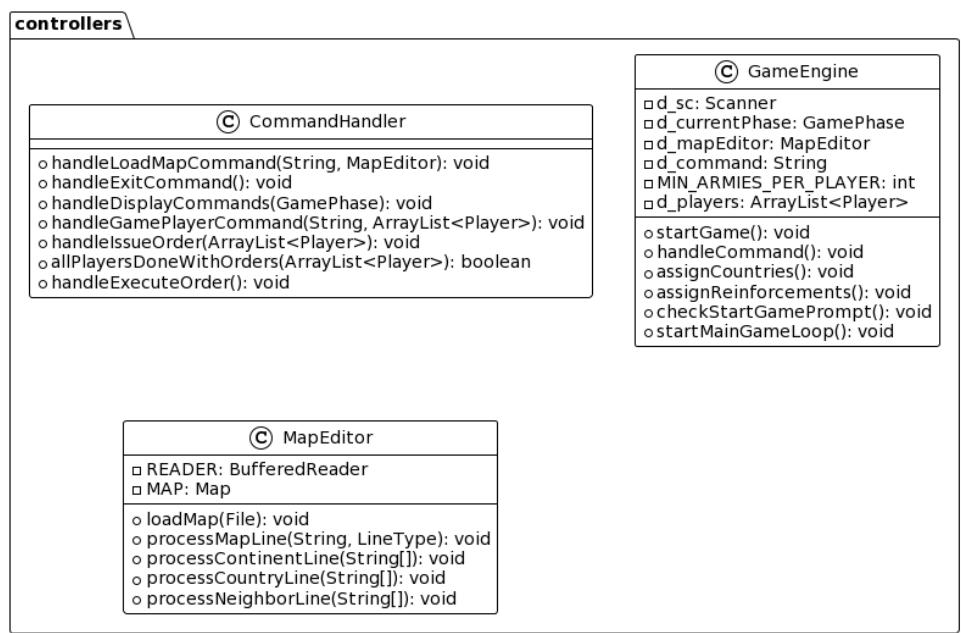 controllers
C CommandHandler
handleLoadMapCommand(String, MapEditor): void
handleExitCommand(): void
handleDisplayCommands(GamePhase): void
handleGamePlayerCommand(String, ArrayList<Player>): void
handleIssueOrder(ArrayList<Player>): void
allPlayersDoneWithOrders(ArrayList<Player>): boolean
handleExecuteOrder(): void
C GameEngine
d_sc: Scanner
d_currentPhase: GamePhase
d_mapEditor: MapEditor
d_command: String
MIN_ARMIES_PER_PLAYER: int
d_players: ArrayList<Player>
startGame(): void
handleCommand(): void
assignCountries(): void
assignReinforcements(): void
checkStartGamePrompt(): void
startMainGameLoop(): void
C MapEditor
READER: BufferedReader
MAP: Map
loadMap(File): void
processMapLine(String, LineType): void
processContinentLine(String[]): void
processCountryLine(String[]): void
processNeighborLine(String[]): void